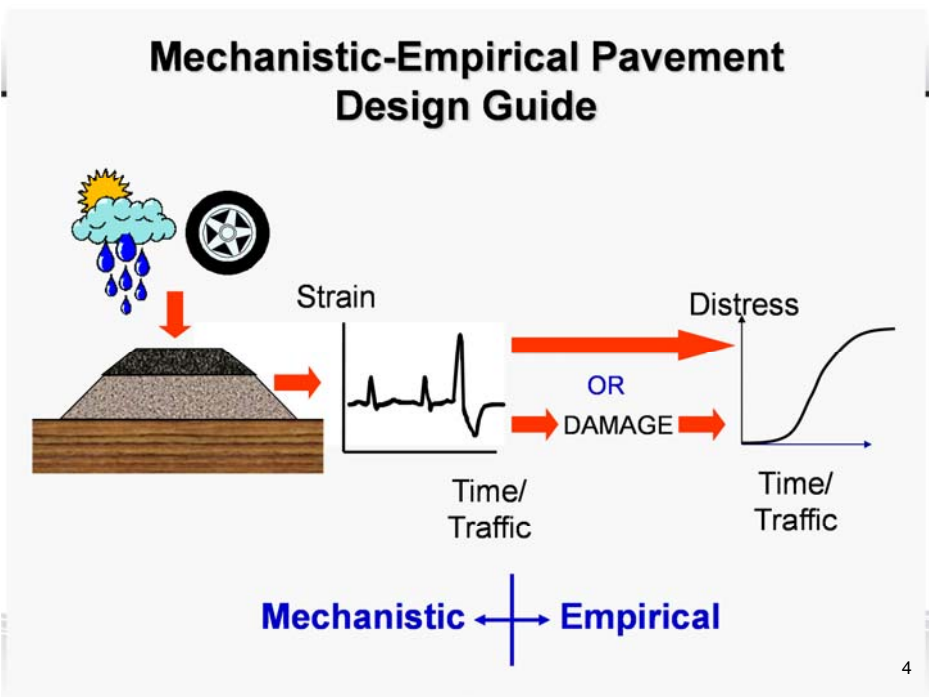 Mechanistic-Empirical Pavement
Design Guide
Strain
Distress
OR
DAMAGE
Time/
Traffic
Time/
Traffic
Mechanistic
Empirical
4